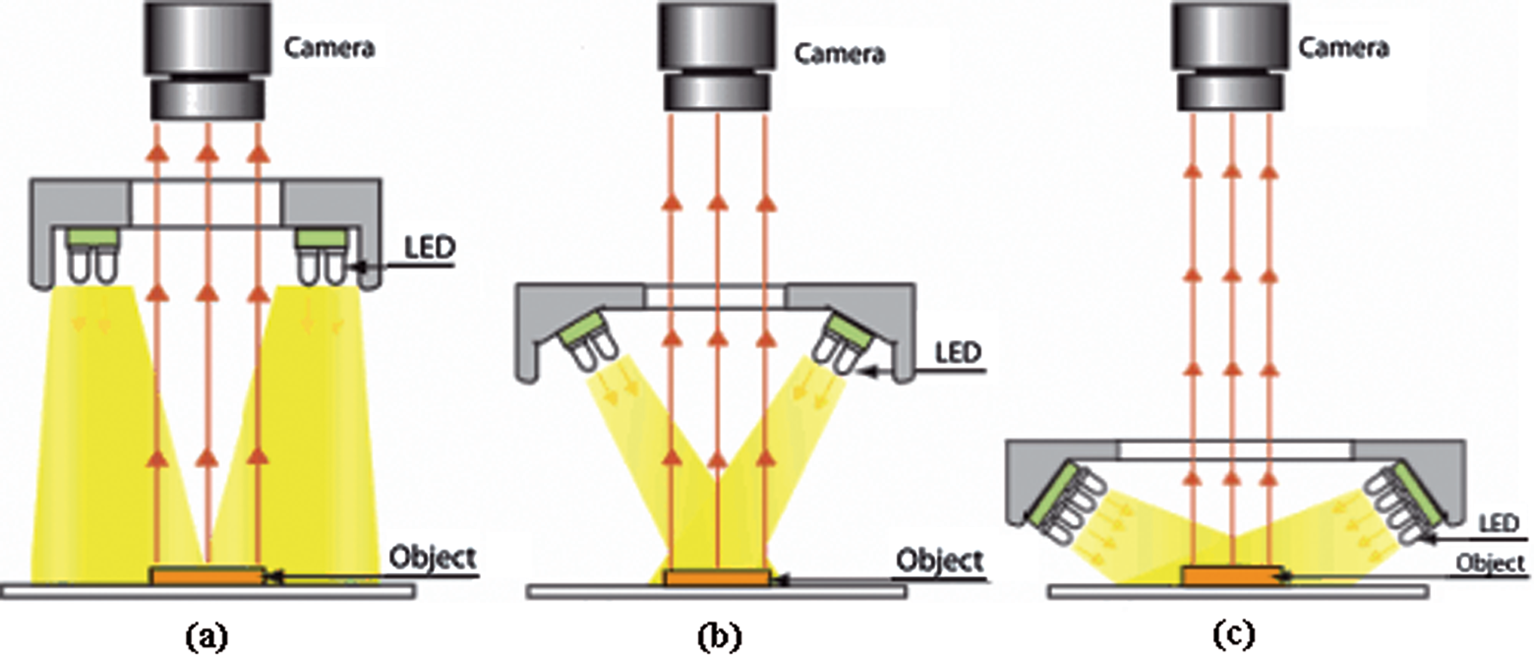 Camera
LED
Object
(a)
Camera
LED
Object
(b)
Camera
LED
Object
(c)